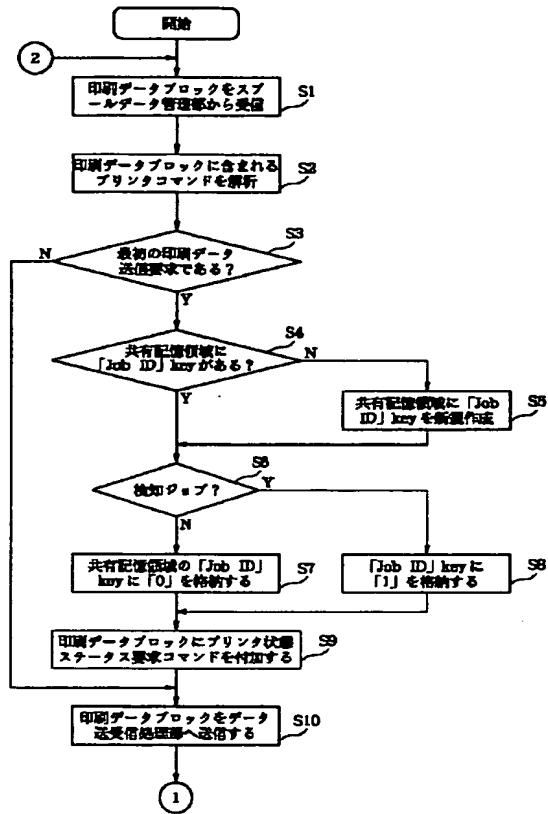 開始
2
印刷データブロックをスプ
ールデータ管理部から受信
S1
印刷データブロックに含まれる
プリンタコマンドを解析
S2
最初の印刷データ
送信要求である？
S3
N
Y
共有記憶領域に
「Job ID」keyがある？
S4
N
Y
共有記憶領域に「Job
ID」keyを新規作成
S5
検知ジョブ？
S6
Y
N
共有記憶領域の「Job ID」
keyに「0」を格納する
S7
「Job ID」keyに
「1」を格納する
S8
印刷データブロックにプリンタ状態
ステータス要求コマンドを付加する
S9
印刷データブロックをデータ
送受信処理部へ送信する
S10
1